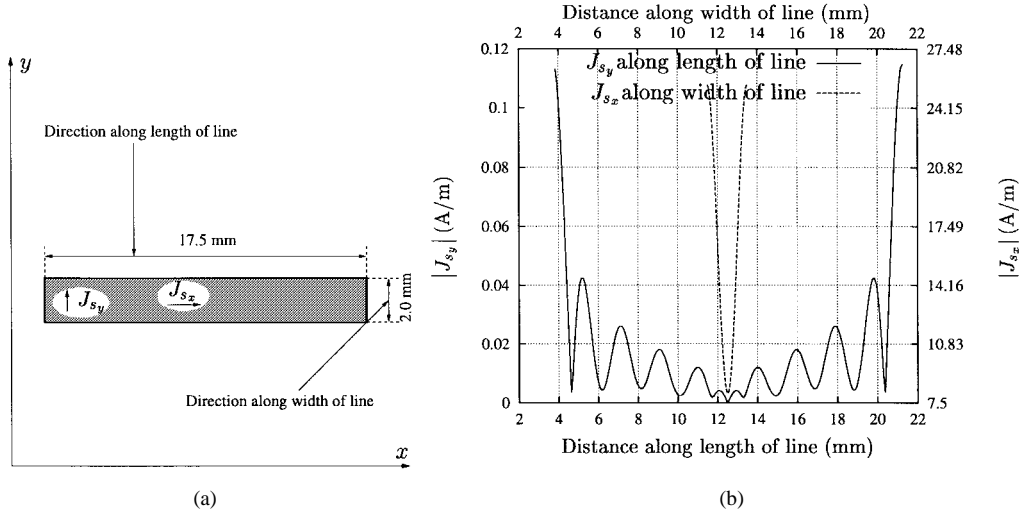 y
Direction along length of line
17.5 mm
J_{s_y}
J_{s_x}
2.0 mm
Direction along width of line
x
(a)
Distance along width of line (mm)
2 4 6 8 10 12 14 16 18 20 22
0.12
0.1
0.08
0.06
0.04
0.02
0
|J_{s_y}| (A/m)
J_{s_y} along length of line
J_{s_x} along width of line
27.48
24.15
20.82
17.49
14.16
10.83
7.5
|J_{s_x}| (A/m)
2 4 6 8 10 12 14 16 18 20 22
Distance along length of line (mm)
(b)